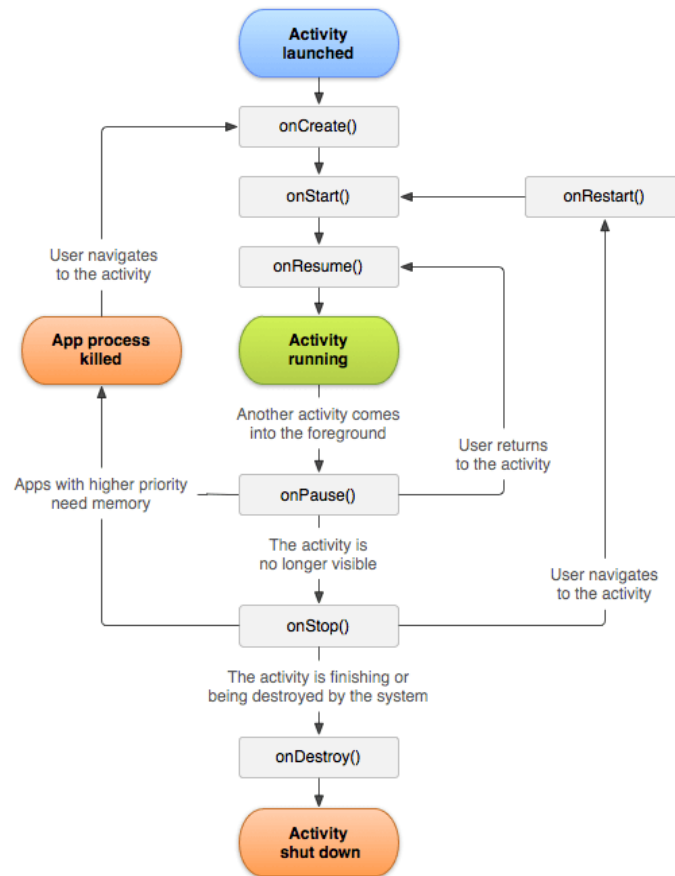 Activity
launched
onCreate()
onStart()
onRestart()
User navigates
to the activity
onResume()
App process
killed
Activity
running
Another activity comes
into the foreground
User returns
to the activity
Apps with higher priority
need memory
onPause()
The activity is
no longer visible
User navigates
to the activity
onStop()
The activity is finishing or
being destroyed by the system
onDestroy()
Activity
shut down